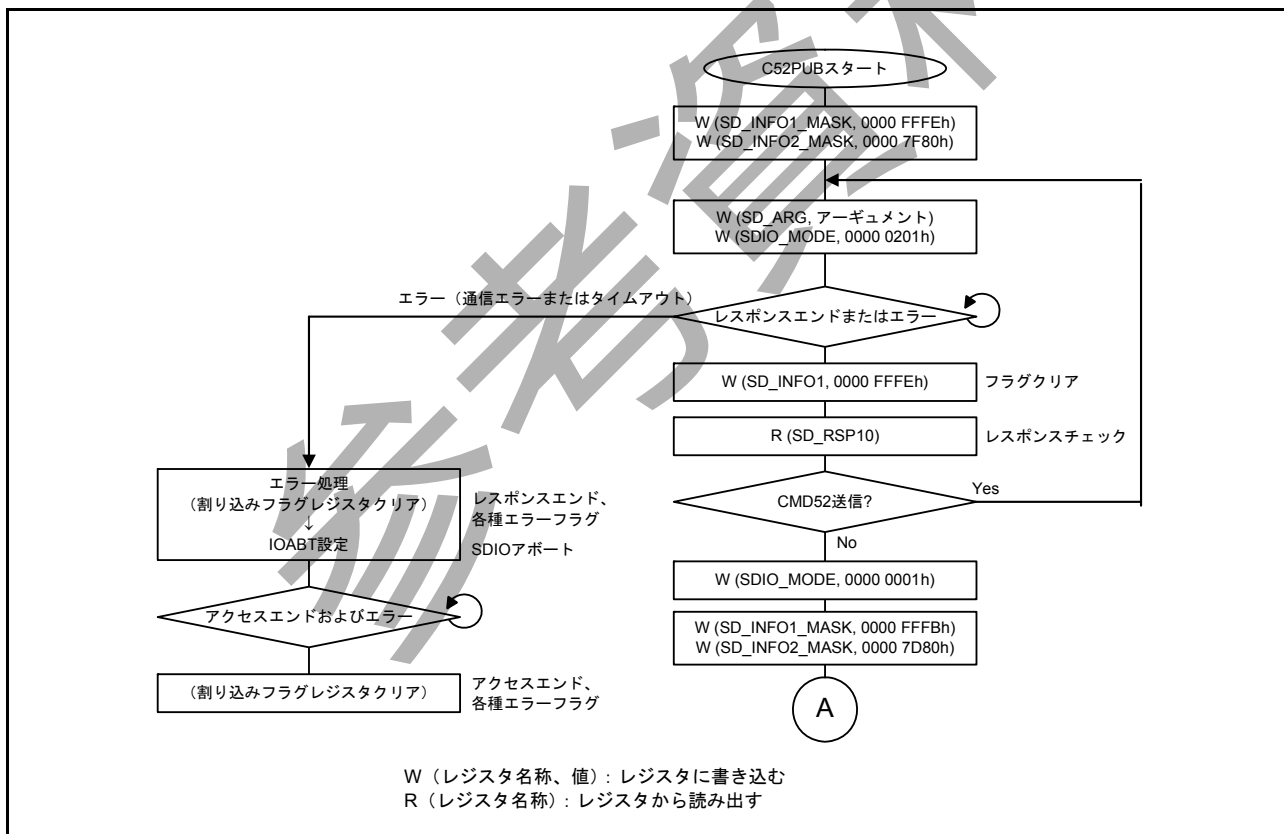 C52PUBスタート
W (SD_INFO1_MASK, 0000 FFFEh)
W (SD_INFO2_MASK, 0000 7F80h)
W (SD_ARG, アーギュメント)
W (SDIO_MODE, 0000 0201h)
エラー（通信エラーまたはタイムアウト）
レスポンスエンドまたはエラー
W (SD_INFO1, 0000 FFFEh)
フラグクリア
R (SD_RSP10)
レスポンスチェック
CMD52送信?
Yes
No
エラー処理
（割り込みフラグレジスタクリア）
↓
IOABT設定
レスポンスエンド、
各種エラーフラグ
SDIOアボート
アクセスエンドおよびエラー
（割り込みフラグレジスタクリア）
アクセスエンド、
各種エラーフラグ
W (SDIO_MODE, 0000 0001h)
W (SD_INFO1_MASK, 0000 FFFBh)
W (SD_INFO2_MASK, 0000 7D80h)
A
W（レジスタ名称、値）: レジスタに書き込む
R（レジスタ名称）: レジスタから読み出す
参考資料